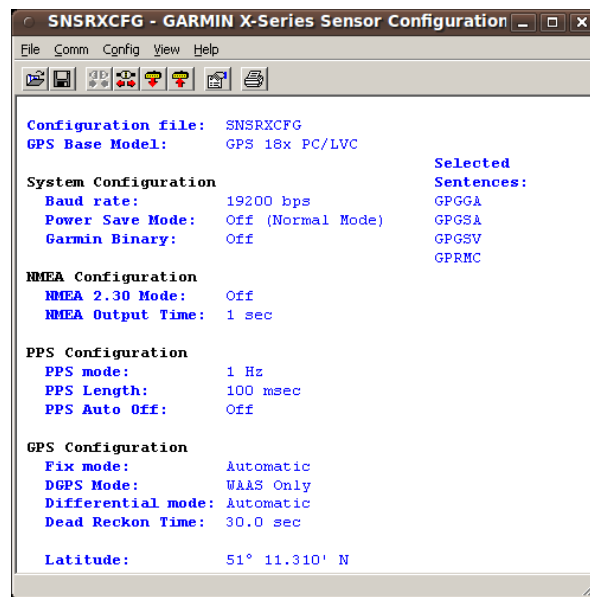 SNSRXCFG - GARMIN X-Series Sensor Configuration
File Comm Config View Help
Configuration file: SNSRXCFG
GPS Base Model: GPS 18x PC/LVC
Selected
System Configuration Sentences:
Baud rate: 19200 bps GPGGA
Power Save Mode: Off (Normal Mode) GPGSA
Garmin Binary: Off GPGSV
GPRMC
NMEA Configuration
NMEA 2.30 Mode: Off
NMEA Output Time: 1 sec
PPS Configuration
PPS mode: 1 Hz
PPS Length: 100 msec
PPS Auto Off: Off
GPS Configuration
Fix mode: Automatic
DGPS Mode: WAAS Only
Differential mode: Automatic
Dead Reckon Time: 30.0 sec
Latitude: 51° 11.310' N